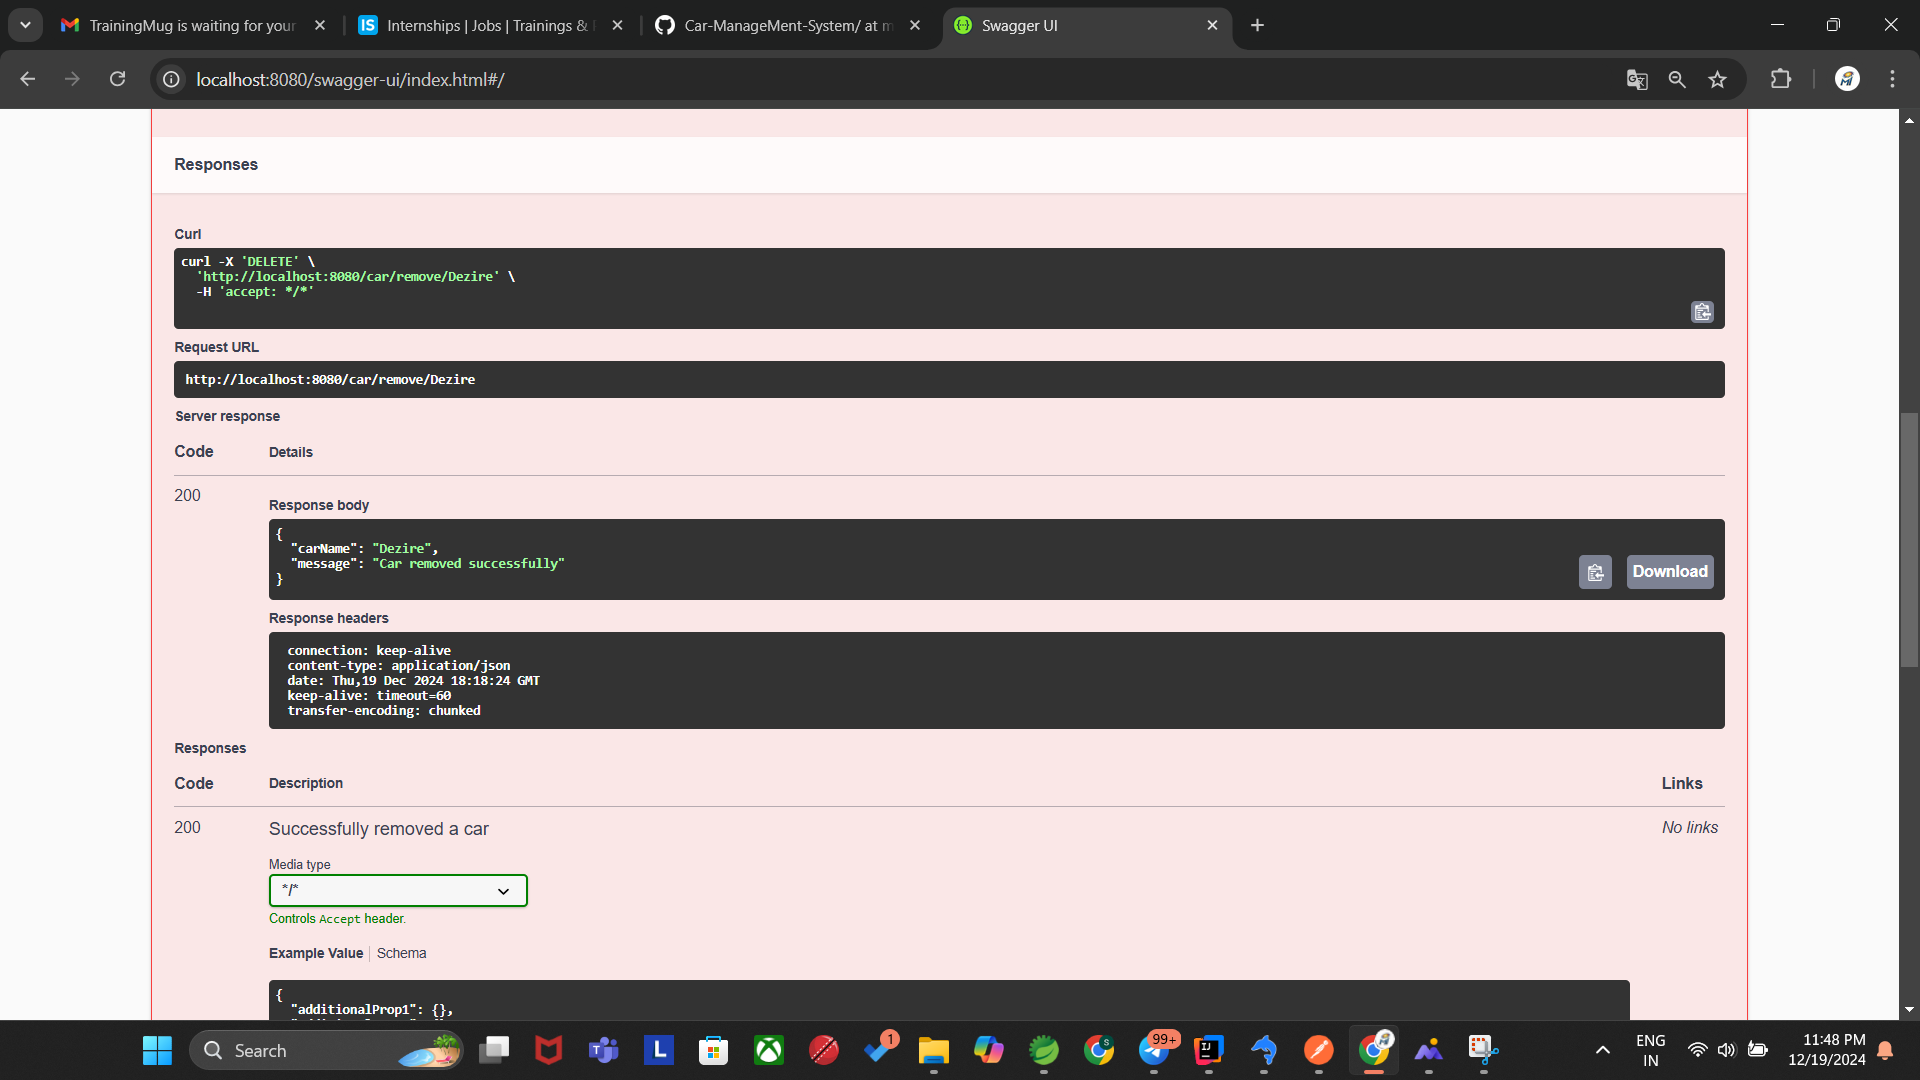 TrainingMug is waiting for your
Internships | Jobs | Trainings &
Car-ManageMent-System/ at m
Swagger UI
localhost:8080/swagger-ui/index.html#/
Responses
Curl
curl -X 'DELETE' \
'http://localhost:8080/car/remove/Dezire' \
-H 'accept: */*'
Request URL
http://localhost:8080/car/remove/Dezire
Server response
Code Details
200
Response body
{
"carName": "Dezire",
"message": "Car removed successfully"
}
Download
Response headers
connection: keep-alive
content-type: application/json
date: Thu,19 Dec 2024 18:18:24 GMT
keep-alive: timeout=60
transfer-encoding: chunked
Responses
Code Description Links
200 Successfully removed a car No links
Media type
*/*
Controls Accept header.
Example Value Schema
{
"additionalProp1": {},
Search
1
99+
ENG
IN
11:48 PM
12/19/2024